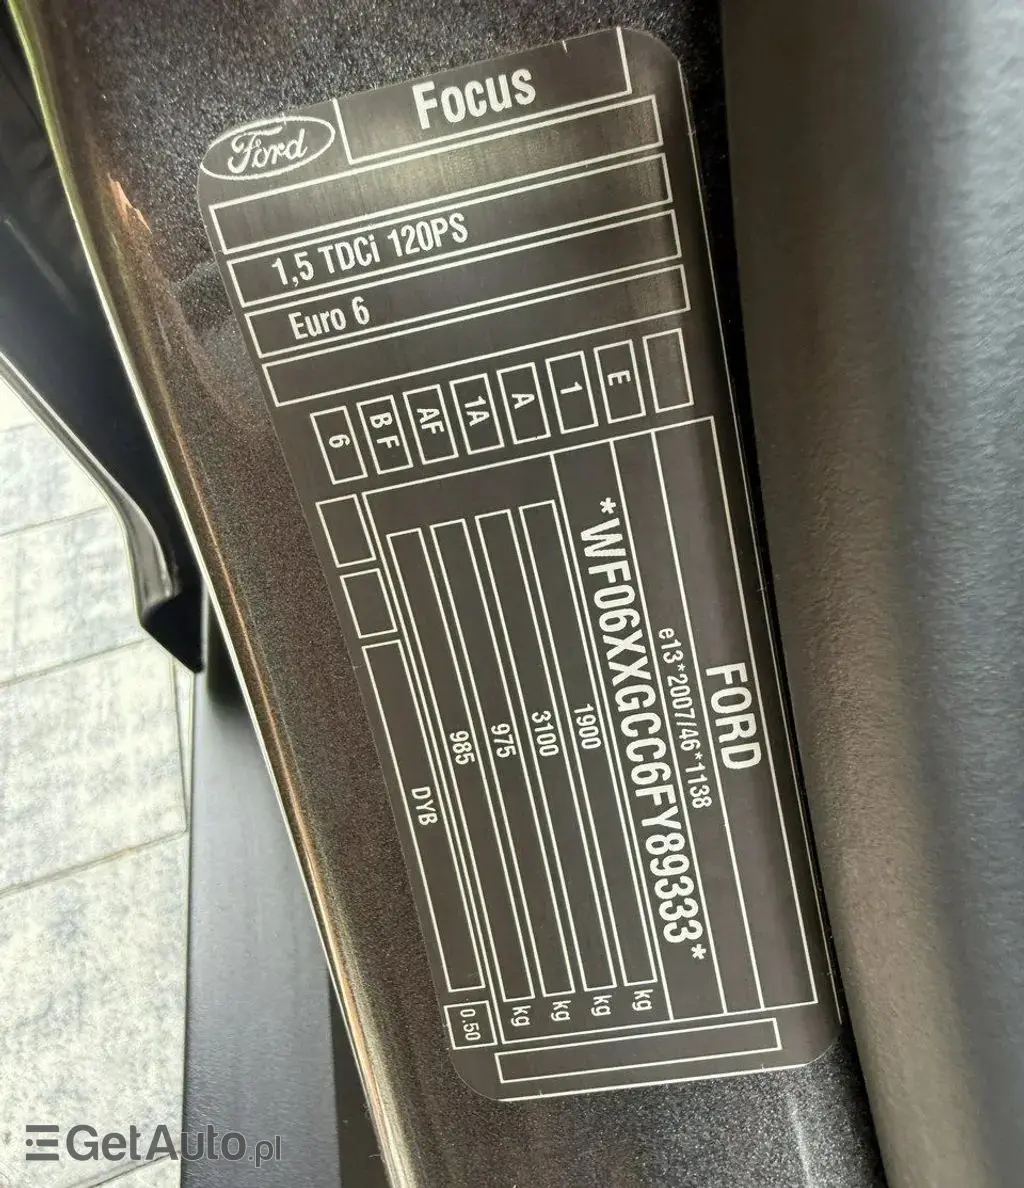 Ford
Focus
1,5 TDCi 120PS
Euro 6
6 BF AF 1A A 1 E
FORD
e13*2007/46*1138
*WF06XXGCC6FY89333*
1900 kg
3100 kg
975 kg
985 kg
DYB 0.50
GetAuto.pl